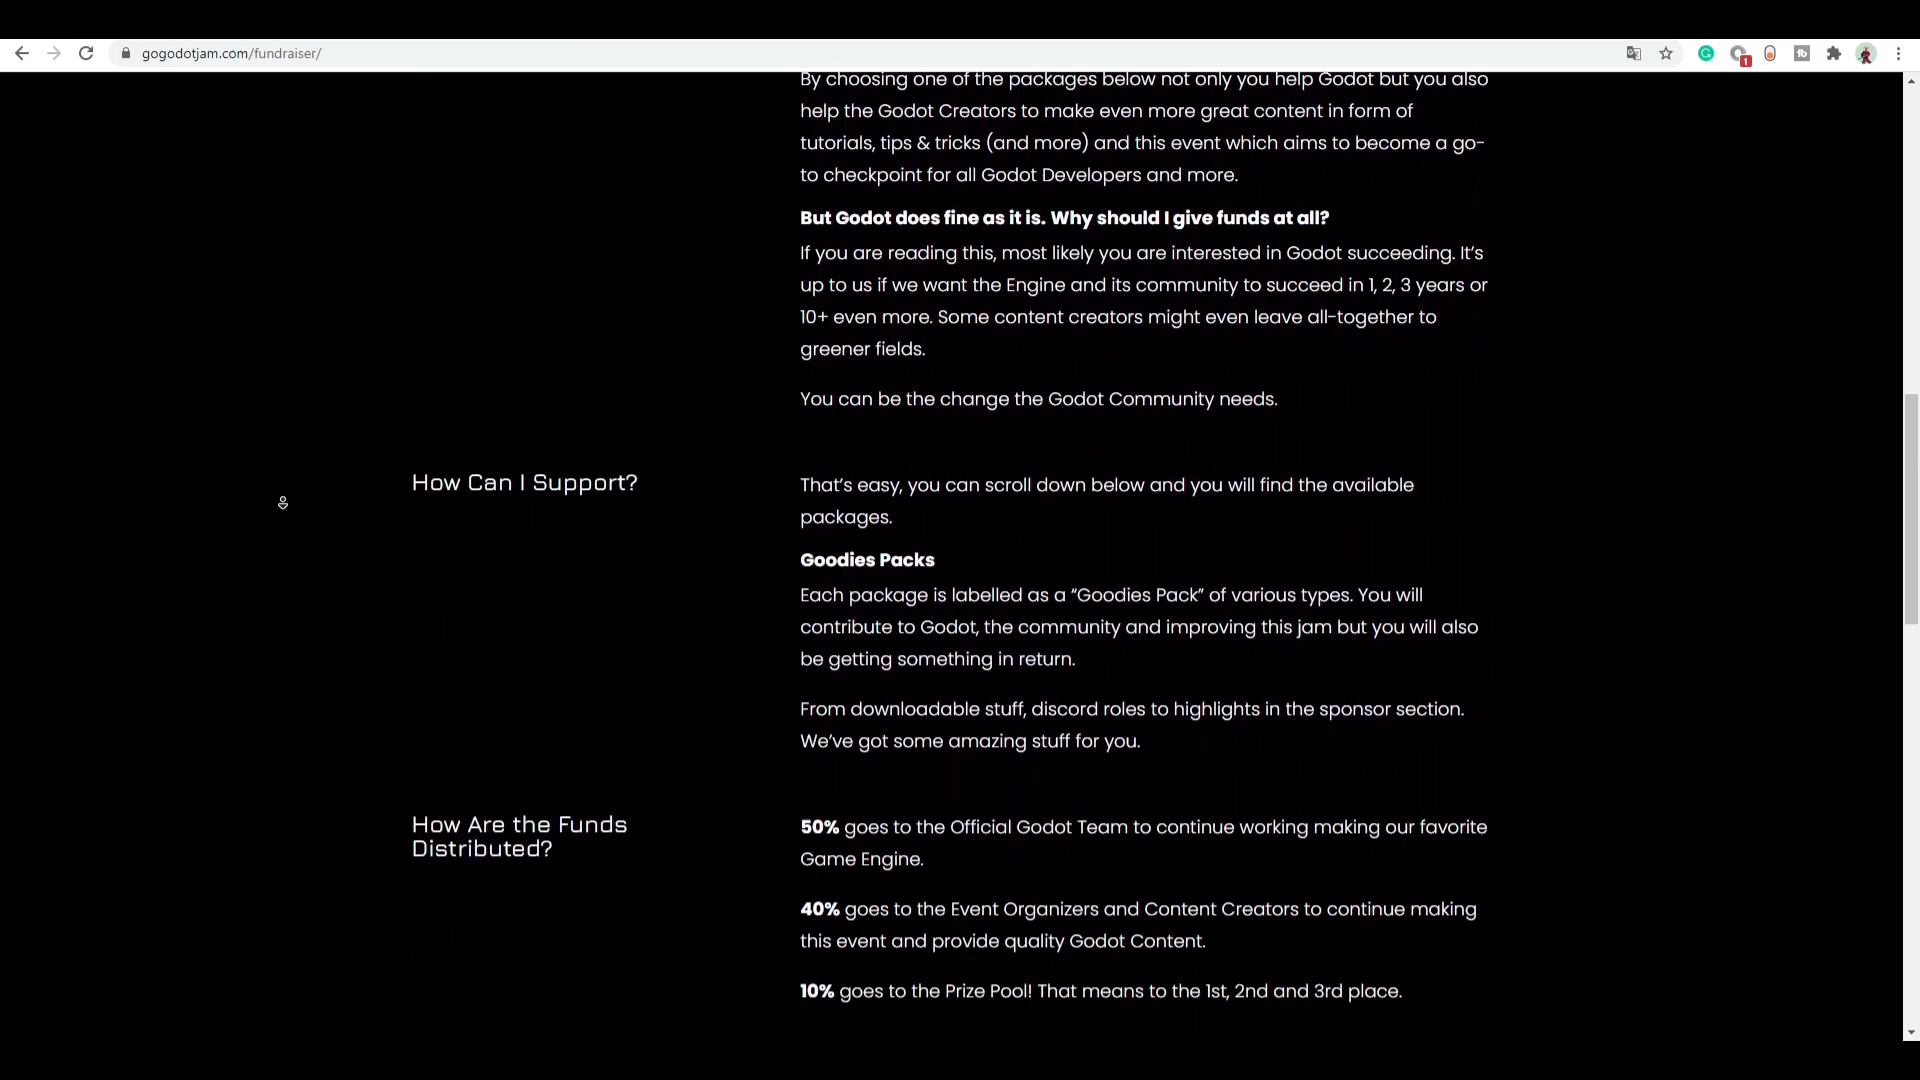 gogodotjam.com/fundraiser/
1
By choosing one of the packages below not only you help Godot but you also
help the Godot Creators to make even more great content in form of
tutorials, tips & tricks (and more) and this event which aims to become a go-
to checkpoint for all Godot Developers and more.
But Godot does fine as it is. Why should I give funds at all?
If you are reading this, most likely you are interested in Godot succeeding. It’s
up to us if we want the Engine and its community to succeed in 1, 2, 3 years or
10+ even more. Some content creators might even leave all-together to
greener fields.
You can be the change the Godot Community needs.
How Can I Support?
That’s easy, you can scroll down below and you will find the available
packages.
Goodies Packs
Each package is labelled as a “Goodies Pack” of various types. You will
contribute to Godot, the community and improving this jam but you will also
be getting something in return.
From downloadable stuff, discord roles to highlights in the sponsor section.
We’ve got some amazing stuff for you.
How Are the Funds
Distributed?
50% goes to the Official Godot Team to continue working making our favorite
Game Engine.
40% goes to the Event Organizers and Content Creators to continue making
this event and provide quality Godot Content.
10% goes to the Prize Pool! That means to the 1st, 2nd and 3rd place.